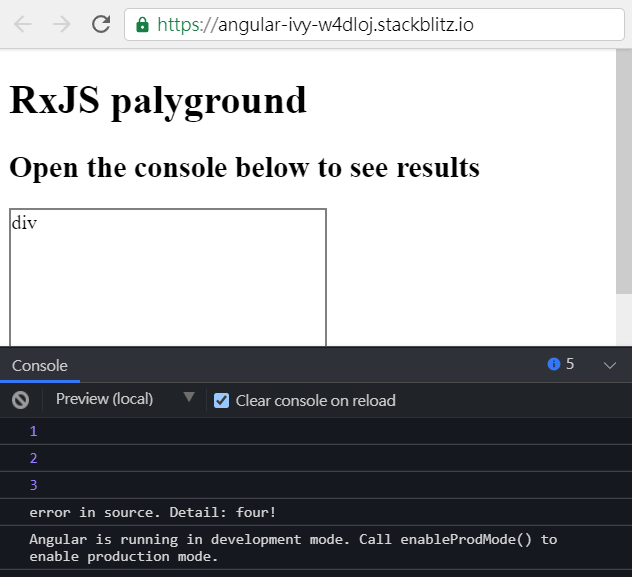 https://angular-ivy-w4dloj.stackblitz.io
RxJS palyground
Open the console below to see results
div
Console
5
Preview (local)
Clear console on reload
1
2
3
error in source. Detail: four!
Angular is running in development mode. Call enableProdMode() to
enable production mode.